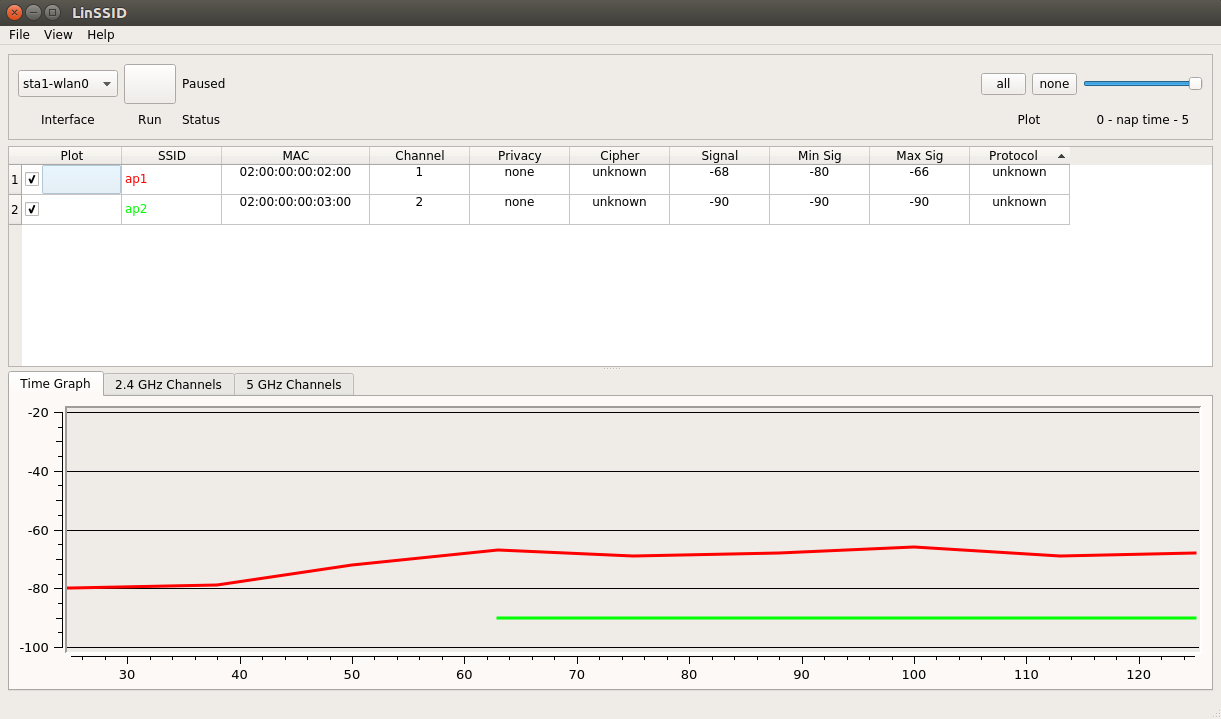 LinSSID
File View Help
sta1-wlan0 Paused all none
Interface Run Status Plot 0 - nap time - 5
Plot SSID MAC Channel Privacy Cipher Signal Min Sig Max Sig Protocol
1 ap1 02:00:00:00:02:00 1 none unknown -68 -80 -66 unknown
2 ap2 02:00:00:00:03:00 2 none unknown -90 -90 -90 unknown
Time Graph 2.4 GHz Channels 5 GHz Channels
-20
-40
-60
-80
-100
30 40 50 60 70 80 90 100 110 120